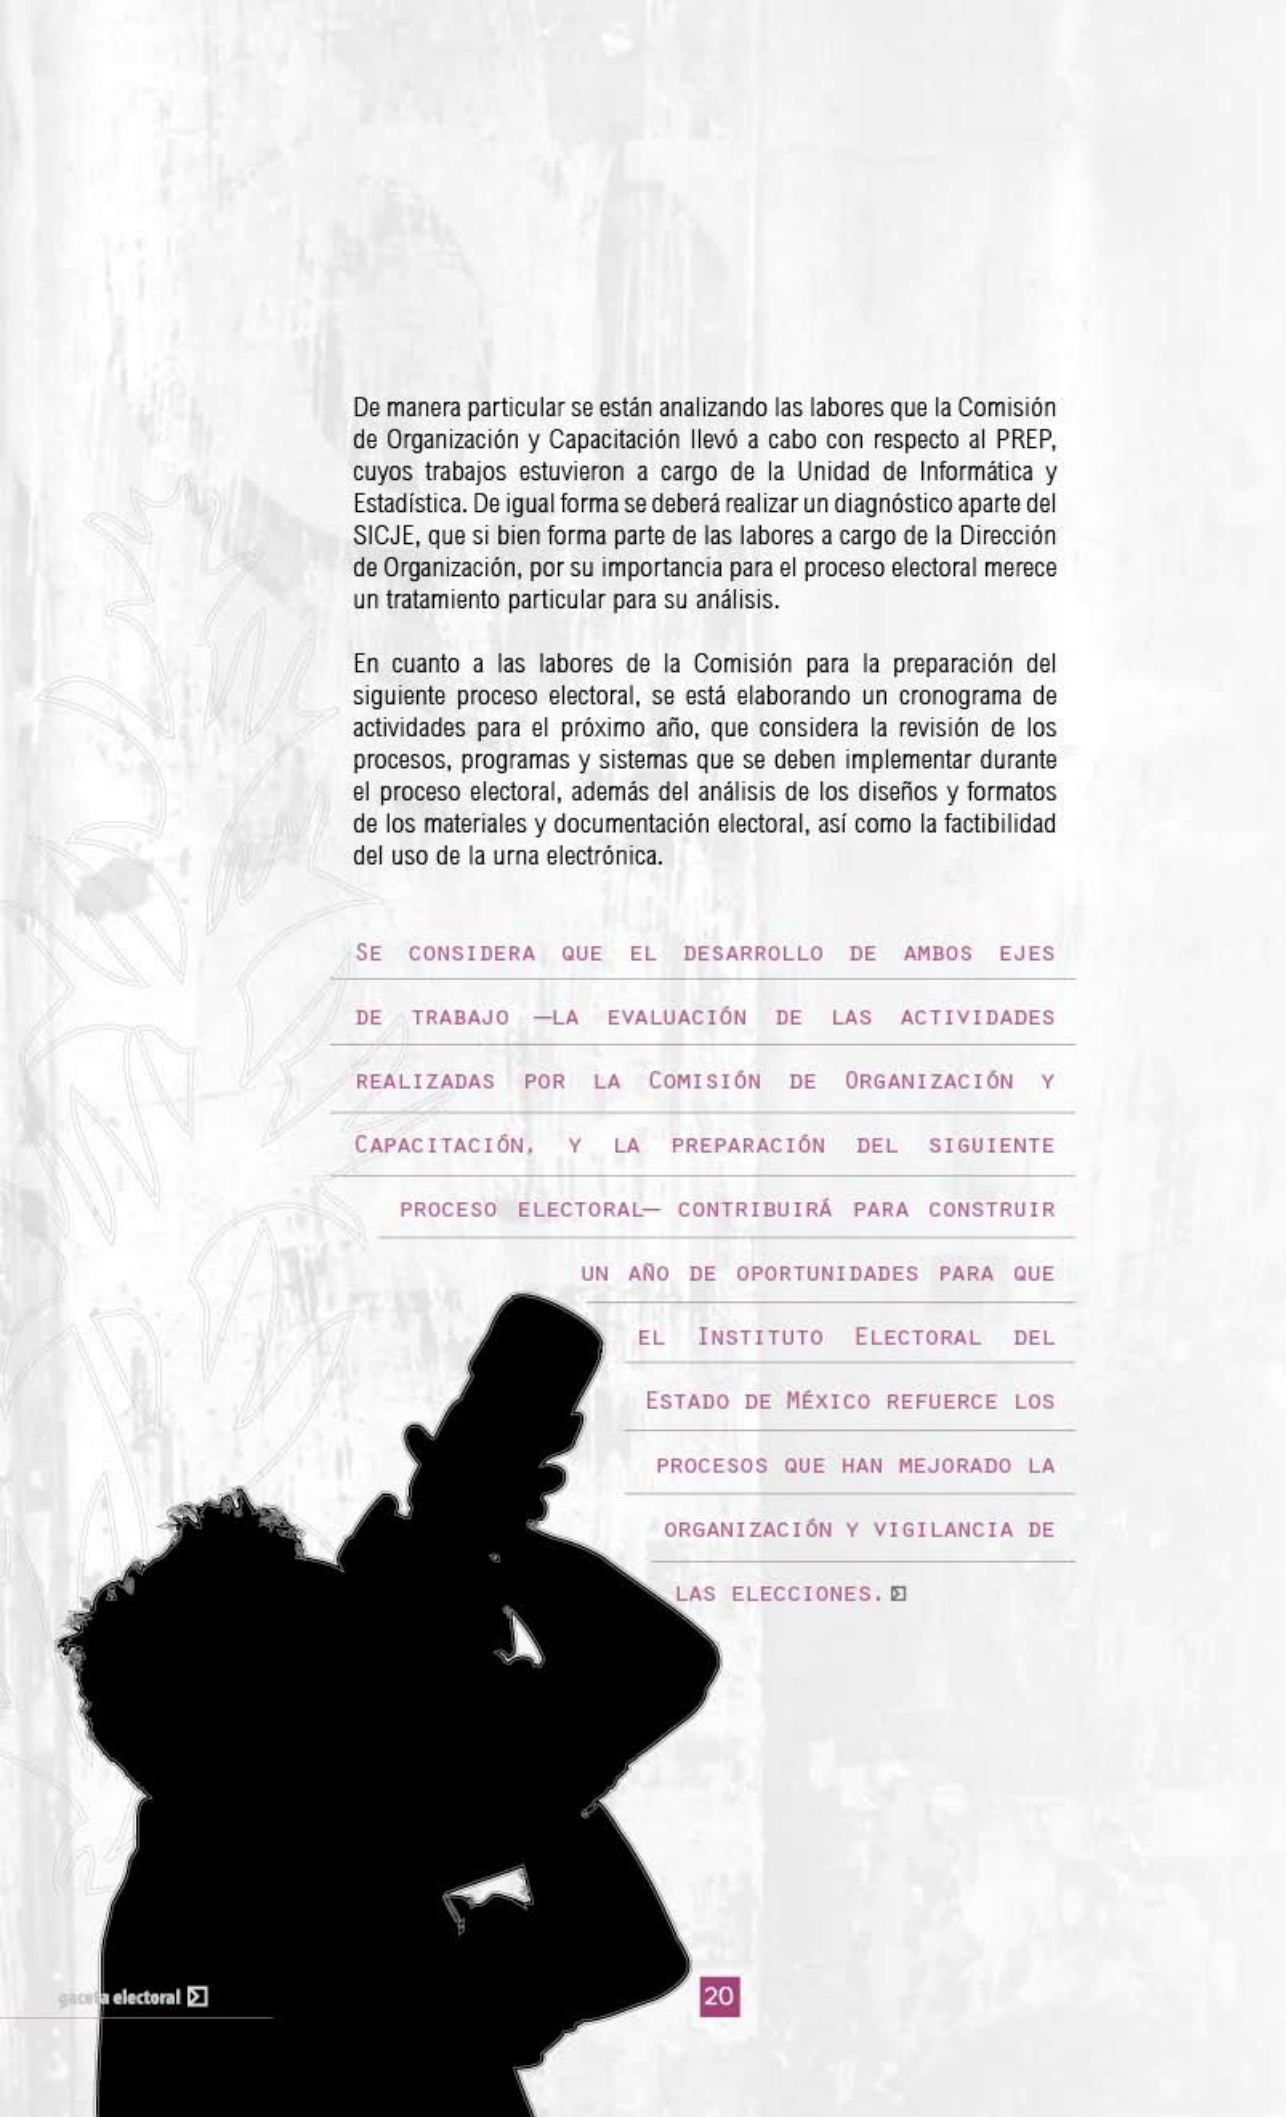 De manera particular se están analizando las labores que la Comisión
de Organización y Capacitación llevó a cabo con respecto al PREP,
cuyos trabajos estuvieron a cargo de la Unidad de Informática y
Estadística. De igual forma se deberá realizar un diagnóstico aparte del
SICJE, que si bien forma parte de las labores a cargo de la Dirección
de Organización, por su importancia para el proceso electoral merece
un tratamiento particular para su análisis.
En cuanto a las labores de la Comisión para la preparación del
siguiente proceso electoral, se está elaborando un cronograma de
actividades para el próximo año, que considera la revisión de los
procesos, programas y sistemas que se deben implementar durante
el proceso electoral, además del análisis de los diseños y formatos
de los materiales y documentación electoral, así como la factibilidad
del uso de la urna electrónica.
SE CONSIDERA QUE EL DESARROLLO DE AMBOS EJES
DE TRABAJO —LA EVALUACIÓN DE LAS ACTIVIDADES
REALIZADAS POR LA COMISIÓN DE ORGANIZACIÓN Y
CAPACITACIÓN, Y LA PREPARACIÓN DEL SIGUIENTE
PROCESO ELECTORAL— CONTRIBUIRÁ PARA CONSTRUIR
UN AÑO DE OPORTUNIDADES PARA QUE
EL INSTITUTO ELECTORAL DEL
ESTADO DE MÉXICO REFUERCE LOS
PROCESOS QUE HAN MEJORADO LA
ORGANIZACIÓN Y VIGILANCIA DE
LAS ELECCIONES.
gaceta electoral
20